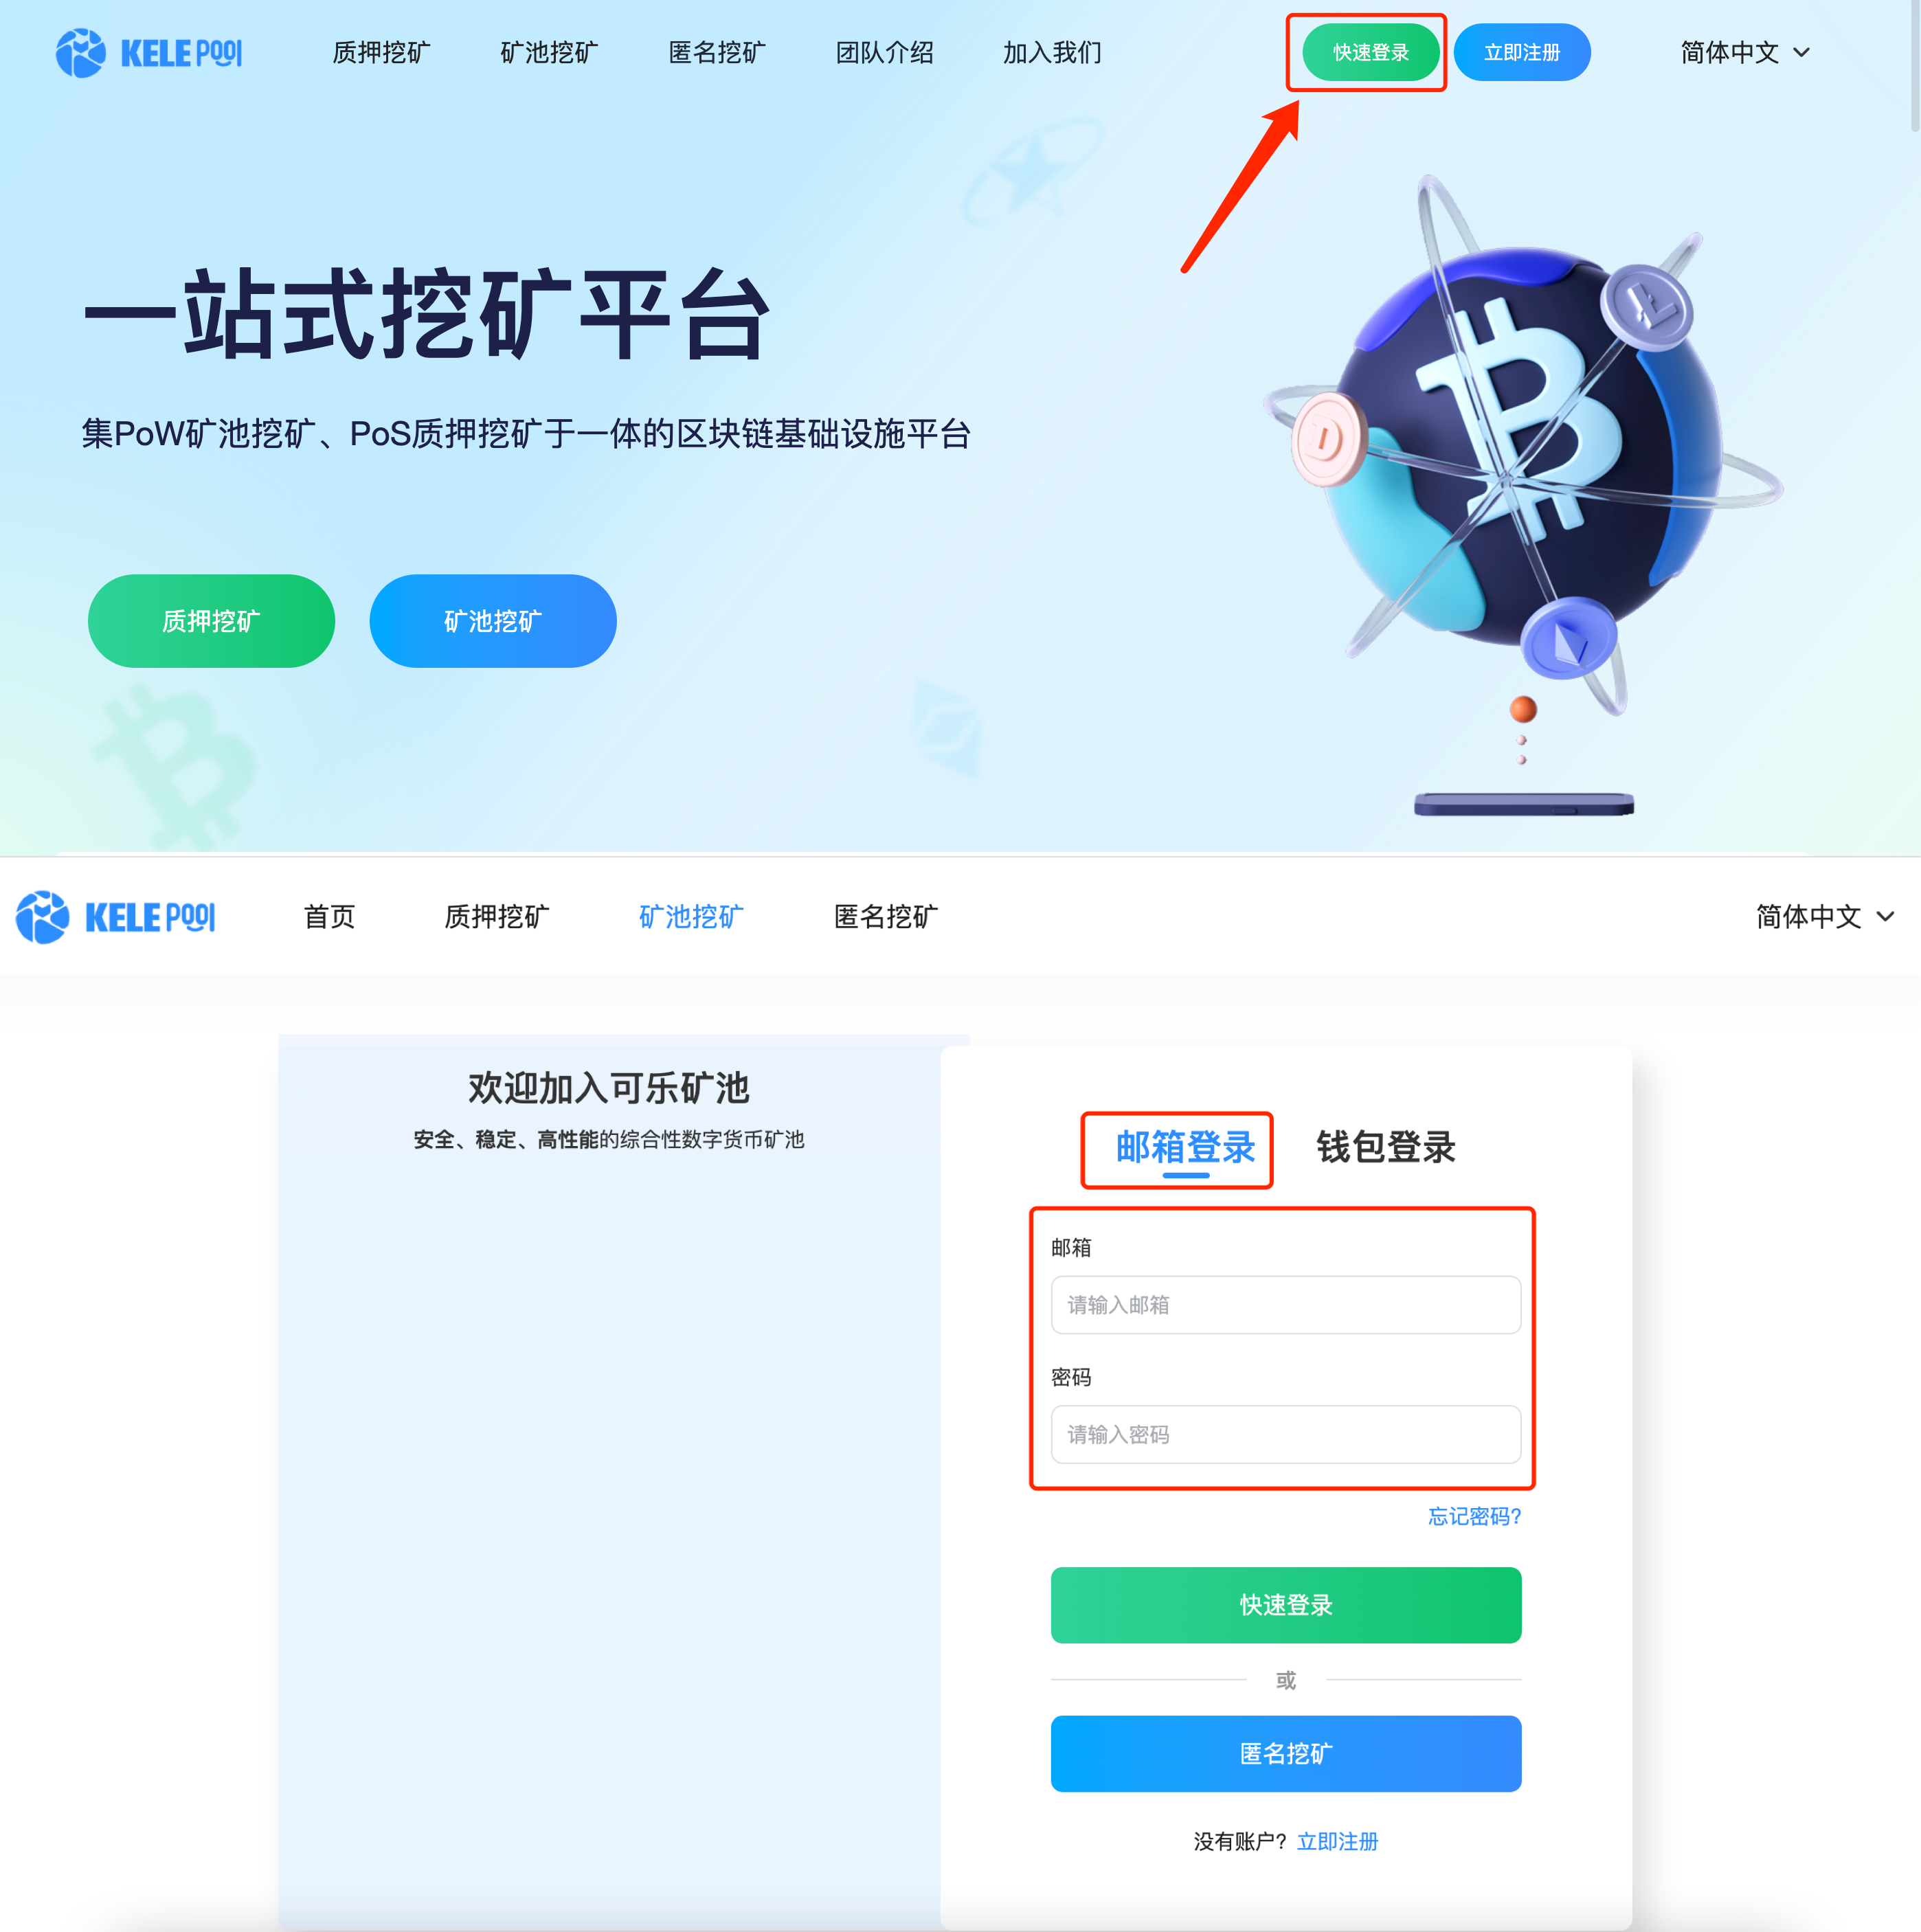 KELE POOl
质押挖矿
矿池挖矿
匿名挖矿
团队介绍
加入我们
快速登录
立即注册
简体中文
一站式挖矿平台
集PoW矿池挖矿、PoS质押挖矿于一体的区块链基础设施平台
质押挖矿
矿池挖矿
KELE POOl
首页
质押挖矿
矿池挖矿
匿名挖矿
简体中文
欢迎加入可乐矿池
安全、稳定、高性能的综合性数字货币矿池
邮箱登录
钱包登录
邮箱
请输入邮箱
密码
请输入密码
忘记密码?
快速登录
或
匿名挖矿
没有账户? 立即注册